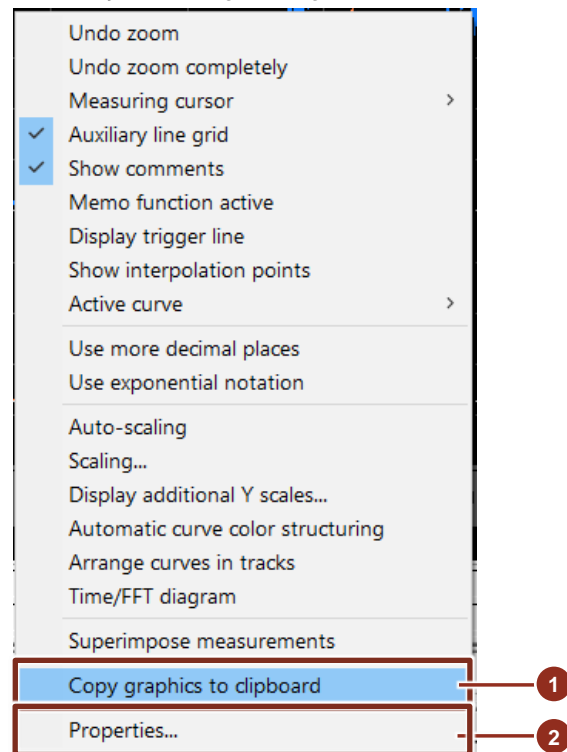 Undo zoom
Undo zoom completely
Measuring cursor
Auxiliary line grid
Show comments
Memo function active
Display trigger line
Show interpolation points
Active curve
Use more decimal places
Use exponential notation
Auto-scaling
Scaling...
Display additional Y scales...
Automatic curve color structuring
Arrange curves in tracks
Time/FFT diagram
Superimpose measurements
Copy graphics to clipboard 1
Properties... 2